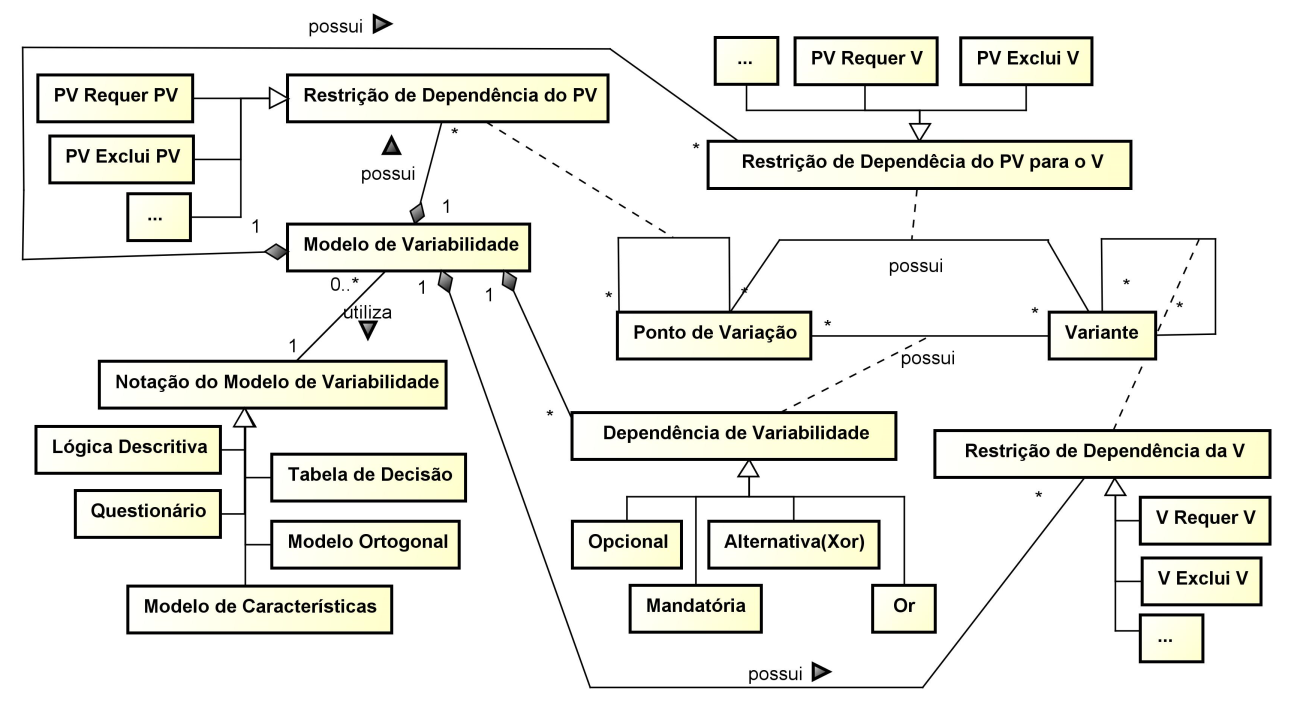 possui
... PV Requer V PV Exclui V
PV Requer PV Restrição de Dependência do PV
*
PV Exclui PV
* Restrição de Dependêcia do PV para o V
possui
...
1
1
Modelo de Variabilidade
possui
0..*
1
1
* * * * *
utiliza
Ponto de Variação * Variante
1
possui
Notação do Modelo de Variabilidade
*
Dependência de Variabilidade
Lógica Descritiva
Restrição de Dependência da V
Tabela de Decisão
*
Questionário
V Requer V
Modelo Ortogonal
Opcional Alternativa(Xor)
V Exclui V
Modelo de Características
Mandatória Or
...
possui